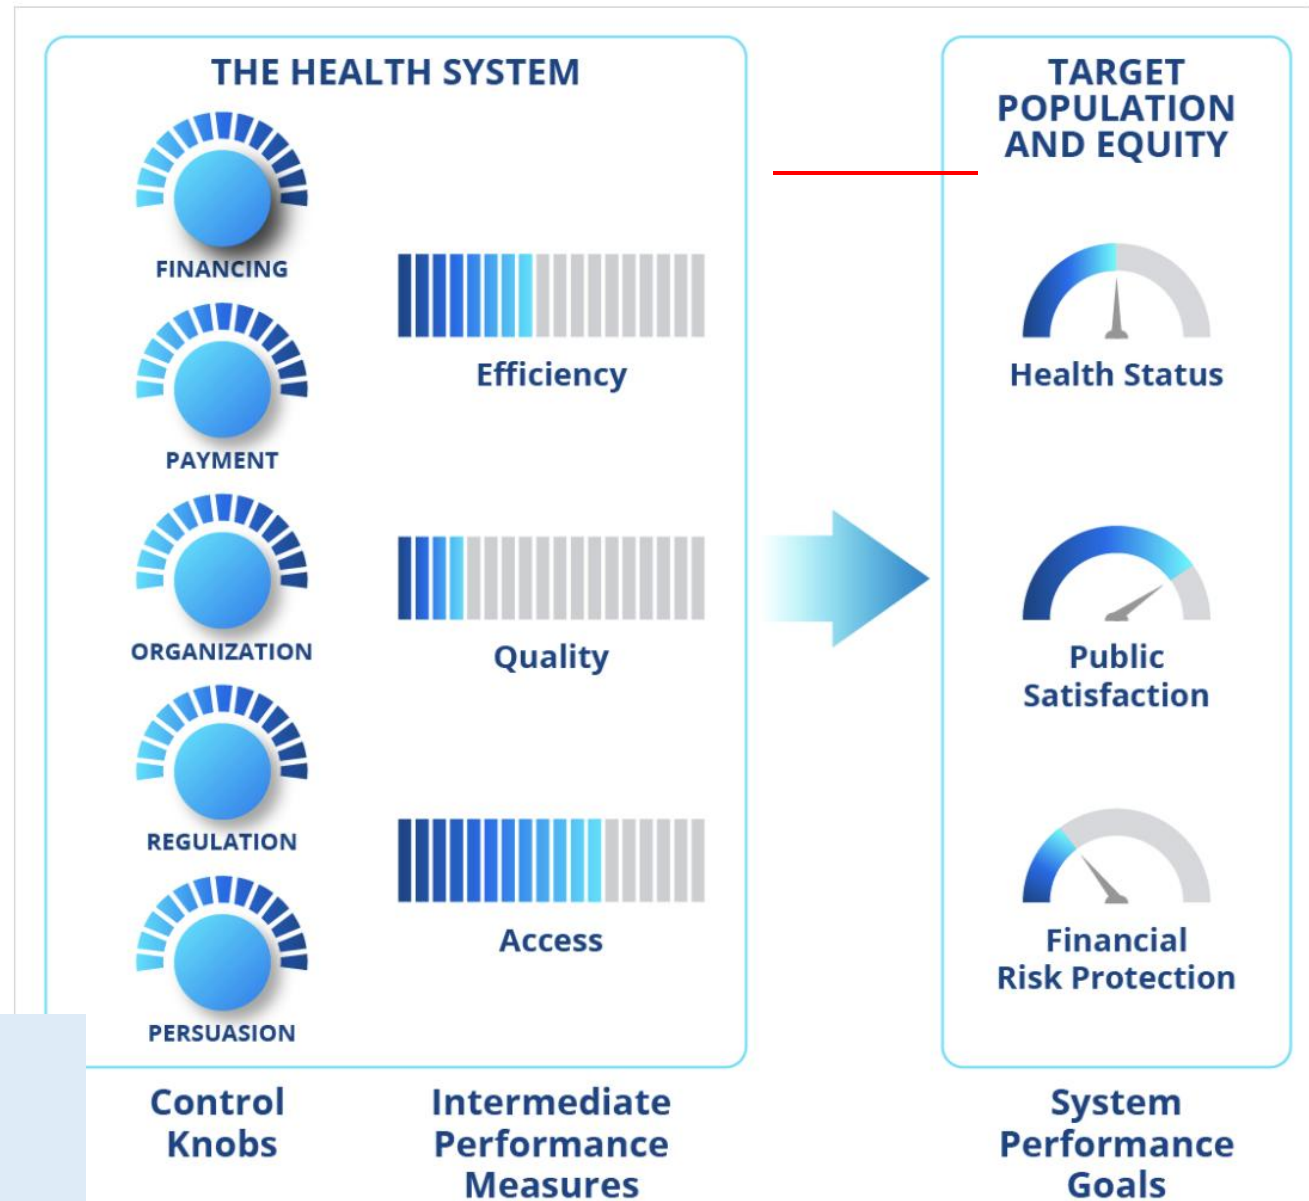 THE HEALTH SYSTEM
FINANCING
PAYMENT
ORGANIZATION
REGULATION
PERSUASION
Efficiency
Quality
Access
TARGET
POPULATION
AND EQUITY
Health Status
Public
Satisfaction
Financial
Risk Protection
Control
Knobs
Intermediate
Performance
Measures
System
Performance
Goals